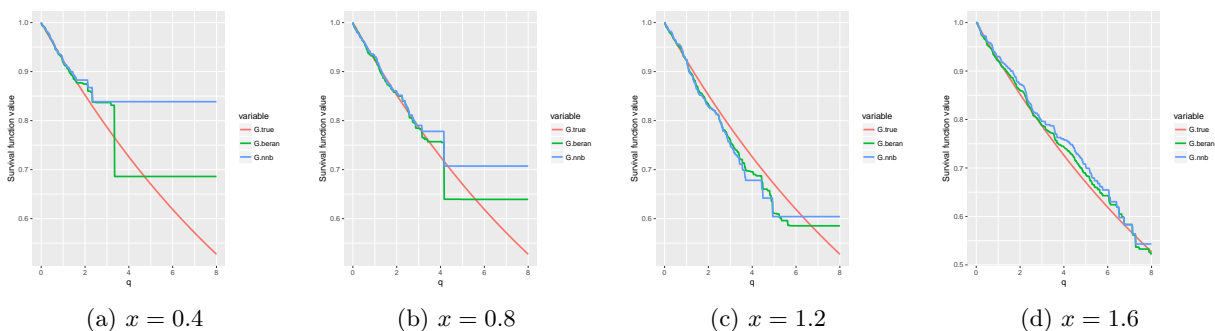 1.0
0.9
0.8
0.7
0.6
Survival function value
0 2 4 6 8
q
variable
G.true
G.beran
G.nnb
(a) x = 0.4
1.0
0.9
0.8
0.7
0.6
Survival function value
0 2 4 6 8
q
variable
G.true
G.beran
G.nnb
(b) x = 0.8
1.0
0.9
0.8
0.7
0.6
Survival function value
0 2 4 6 8
q
variable
G.true
G.beran
G.nnb
(c) x = 1.2
1.0
0.9
0.8
0.7
0.6
0.5
Survival function value
0 2 4 6 8
q
variable
G.true
G.beran
G.nnb
(d) x = 1.6